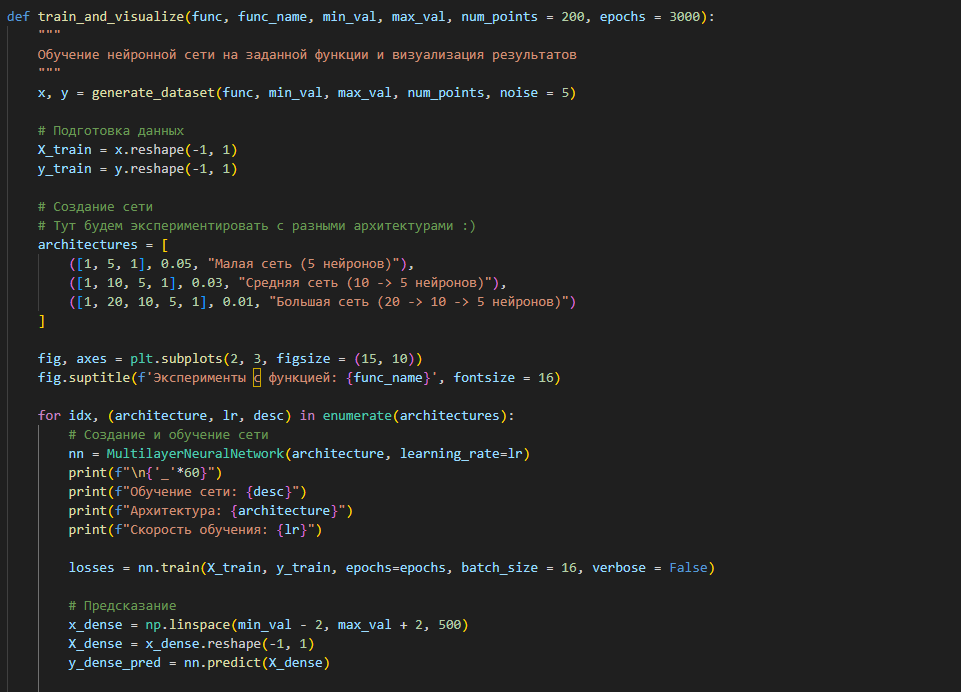 def train_and_visualize(func, func_name, min_val, max_val, num_points = 200, epochs = 3000):
"""
Обучение нейронной сети на заданной функции и визуализация результатов
"""
x, y = generate_dataset(func, min_val, max_val, num_points, noise = 5)
# Подготовка данных
X_train = x.reshape(-1, 1)
y_train = y.reshape(-1, 1)
# Создание сети
# Тут будем экспериментировать с разными архитектурами :)
architectures = [
([1, 5, 1], 0.05, "Малая сеть (5 нейронов)"),
([1, 10, 5, 1], 0.03, "Средняя сеть (10 -> 5 нейронов)"),
([1, 20, 10, 5, 1], 0.01, "Большая сеть (20 -> 10 -> 5 нейронов)")
]
fig, axes = plt.subplots(2, 3, figsize = (15, 10))
fig.suptitle(f'Эксперименты с функцией: {func_name}', fontsize = 16)
for idx, (architecture, lr, desc) in enumerate(architectures):
# Создание и обучение сети
nn = MultilayerNeuralNetwork(architecture, learning_rate=lr)
print(f"\n{'_'*60}")
print(f"Обучение сети: {desc}")
print(f"Архитектура: {architecture}")
print(f"Скорость обучения: {lr}")
losses = nn.train(X_train, y_train, epochs=epochs, batch_size = 16, verbose = False)
# Предсказание
x_dense = np.linspace(min_val - 2, max_val + 2, 500)
X_dense = x_dense.reshape(-1, 1)
y_dense_pred = nn.predict(X_dense)